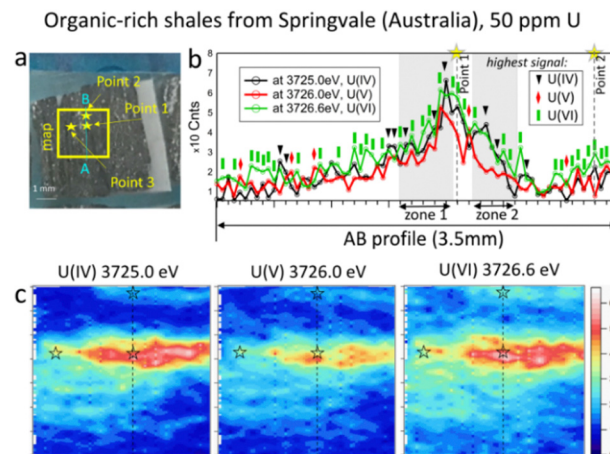 Organic-rich shales from Springvale (Australia), 50 ppm U
a
Point 2
B
Point 1
map
A
1 mm
Point 3
b
x10 Cnts
8
7
6
5
4
3
2
1
at 3725.0eV, U(IV)
at 3726.0eV, U(V)
at 3726.6eV, U(VI)
Point 1
highest signal:
U(IV)
U(V)
U(VI)
Point 2
zone 1
zone 2
AB profile (3.5mm)
c
U(IV) 3725.0 eV
U(V) 3726.0 eV
U(VI) 3726.6 eV